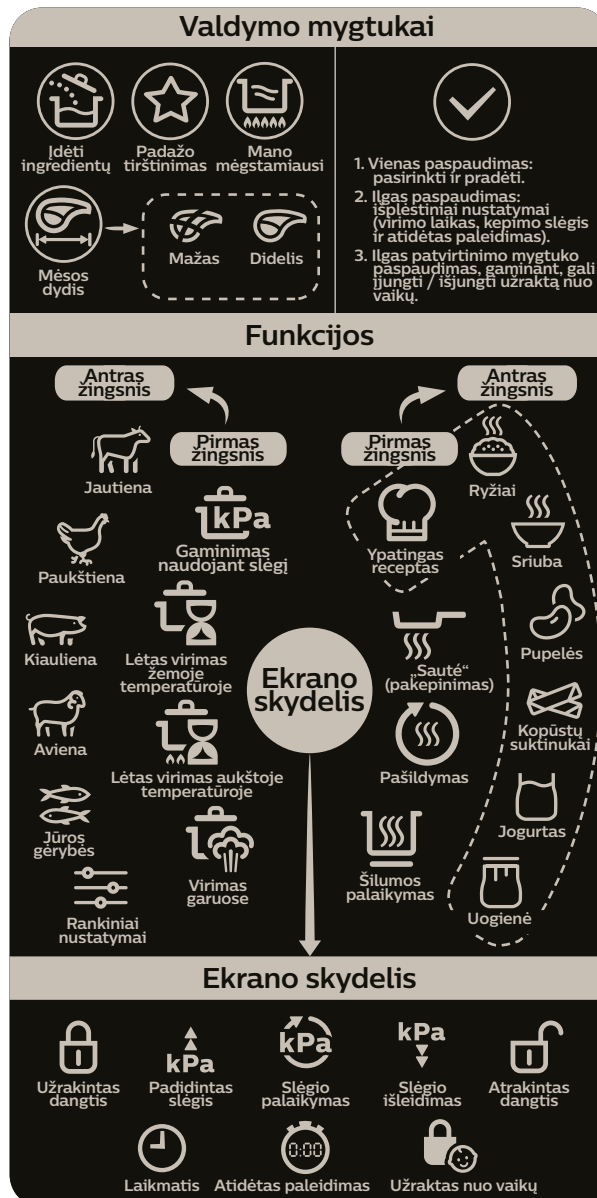 Valdymo mygtukai
Įdėti
ingredientų
Padažo
tirštinimas
Mano
mėgstamiausi
Mėsos
dydis
Mažas
Didelis
1. Vienas paspaudimas:
pasirinkti ir pradėti.
2. Ilgas paspaudimas:
išplėstiniai nustatymai
(virimo laikas, kepimo slėgis
ir atidėtas paleidimas).
3. Ilgas patvirtinimo mygtuko
paspaudimas, gaminant, gali
įjungti / išjungti užraktą nuo
vaikų.
Funkcijos
Antras
žingsnis
Pirmas
žingsnis
Jautiena
Paukštiena
Kiauliena
Aviena
Jūros
gėrybės
Rankiniai
nustatymai
kPa
Gaminimas
naudojant slėgį
Lėtas virimas
žemoje
temperatūroje
Lėtas virimas aukštoje
temperatūroje
Virimas
garuose
Ekrano
skydelis
Pirmas
žingsnis
Antras
žingsnis
Ypatingas
receptas
„Sauté“
(pakepinimas)
Pašildymas
Šilumos
palaikymas
Ryžiai
Sriuba
Pupelės
Kopūstų
suktinukai
Jogurtas
Uogienė
Ekrano skydelis
Užrakintas
dangtis
kPa
Padidintas
slėgis
kPa
Slėgio
palaikymas
kPa
Slėgio
išleidimas
Atrakintas
dangtis
Laikmatis
0:00
Atidėtas paleidimas
Užraktas nuo vaikų